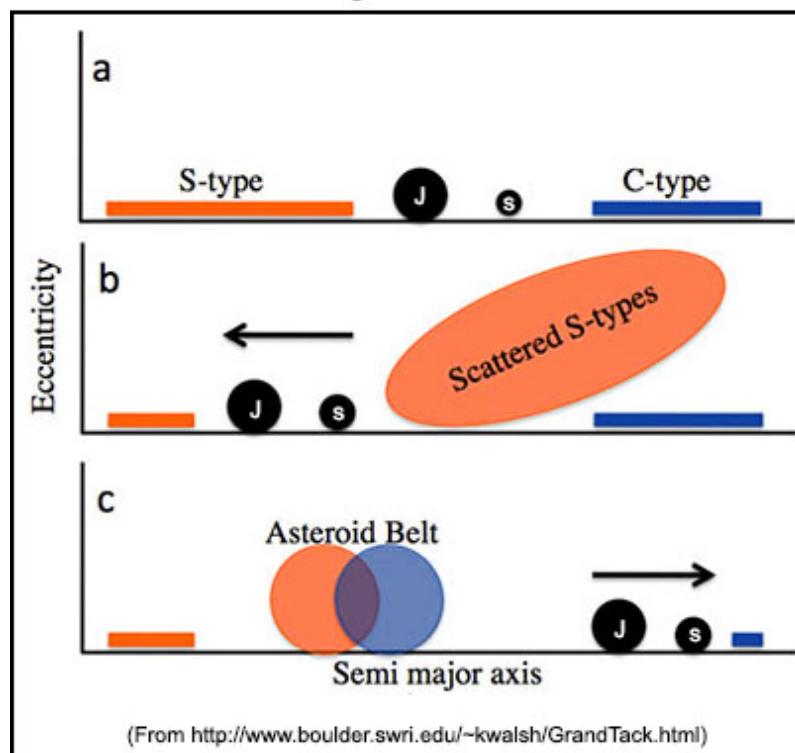 a
S-type
J
s
C-type
Eccentricity
b
J
s
Scattered S-types
c
Asteroid Belt
J
s
Semi major axis
(From http://www.boulder.swri.edu/~kwalsh/GrandTack.html)